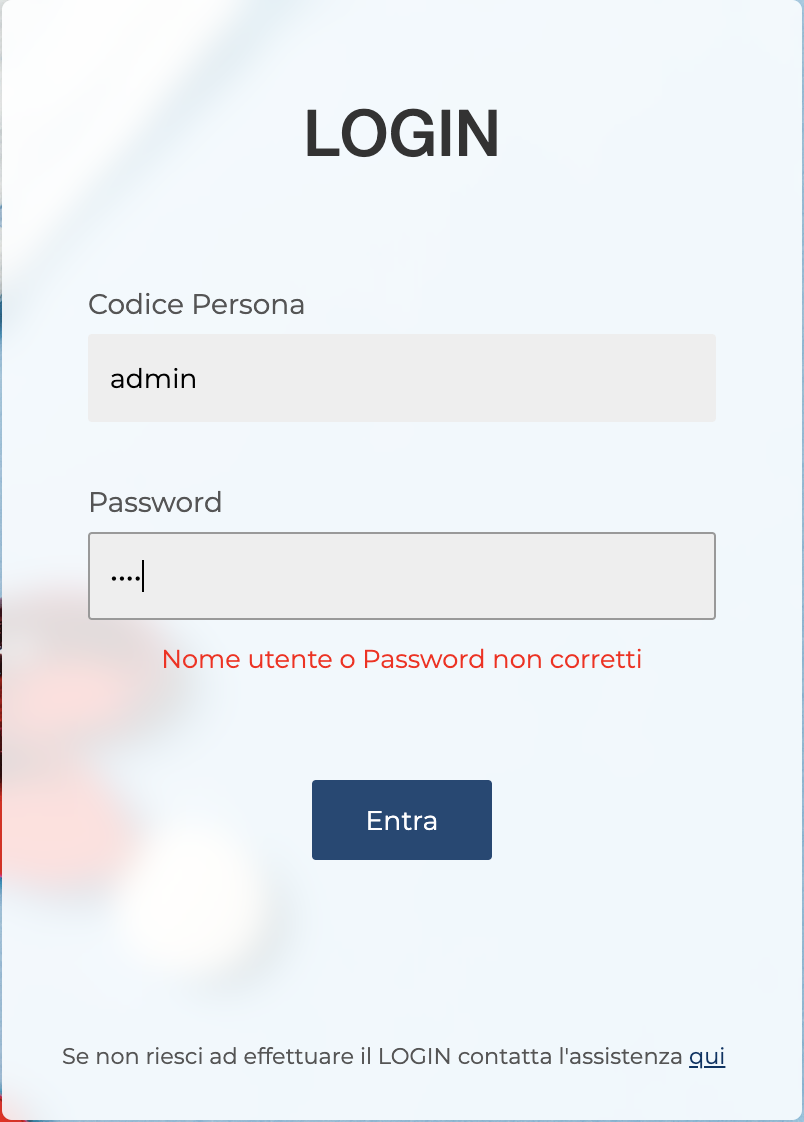 LOGIN
Codice Persona
admin
Password
••••
Nome utente o Password non corretti
Entra
Se non riesci ad effettuare il LOGIN contatta l'assistenza qui